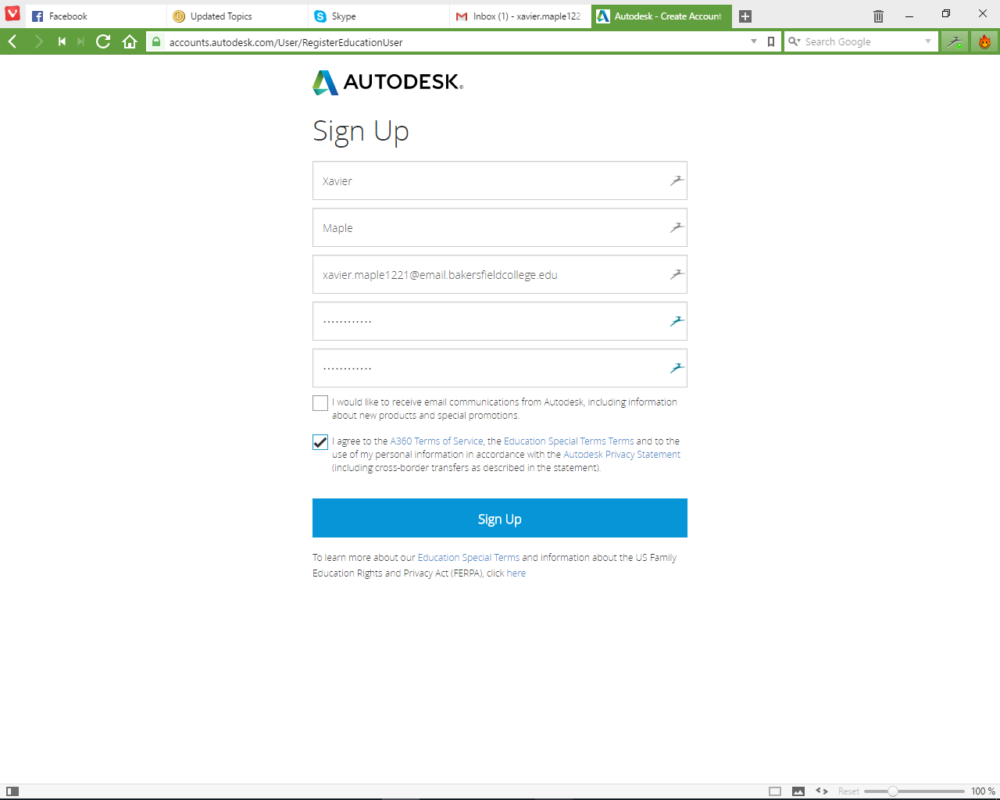 Facebook
Updated Topics
Skype
Inbox (1) - xavier.maple122
Autodesk - Create Account
accounts.autodesk.com/User/RegisterEducationUser
Search Google
AUTODESK®
Sign Up
Xavier
Maple
xavier.maple1221@email.bakersfieldcollege.edu
............
............
I would like to receive email communications from Autodesk, including information
about new products and special promotions.
I agree to the A360 Terms of Service, the Education Special Terms Terms and to the
use of my personal information in accordance with the Autodesk Privacy Statement
(including cross-border transfers as described in the statement).
Sign Up
To learn more about our Education Special Terms and information about the US Family
Education Rights and Privacy Act (FERPA), click here
Reset
100 %